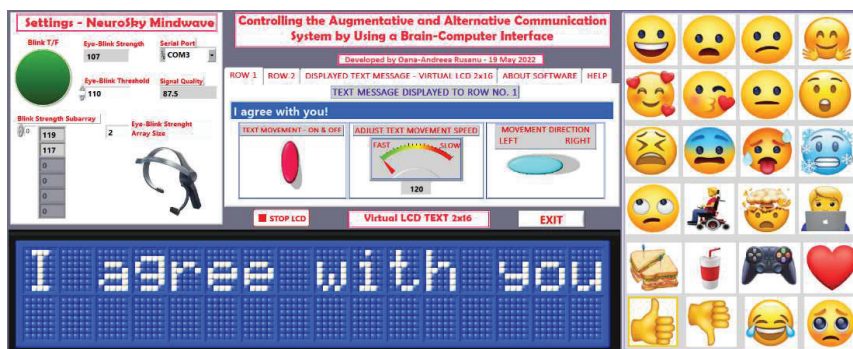 Settings - NeuroSky Mindwave
Blink T/F
Eye-Blink Strength
107
Serial Port
COM3
Eye-Blink Threshold
110
Signal Quality
87.5
Blink Strength Subarray
0
119
117
0
0
0
0
2
Eye-Blink Strenght
Array Size
Controlling the Augmentative and Alternative Communication
System by Using a Brain-Computer Interface
Developed by Oana-Andreea Rusanu - 19 May 2022
ROW 1
ROW 2
DISPLAYED TEXT MESSAGE - VIRTUAL LCD 2x16
ABOUT SOFTWARE
HELP
TEXT MESSAGE DISPLAYED TO ROW NO. 1
I agree with you!
TEXT MOVEMENT - ON & OFF
ADJUST TEXT MOVEMENT SPEED
FAST
SLOW
120
MOVEMENT DIRECTION
LEFT RIGHT
STOP LCD
Virtual LCD TEXT 2x16
EXIT
I agree with you